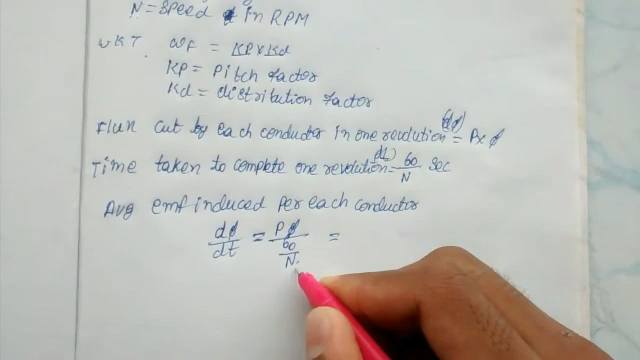 N = Speed in RPM
WKT. WF = KP x Kd
KP = Pitch factor
Kd = distribution factor
Flux cut by each conductor in one revolution (dϕ) = P x ϕ
Time taken to complete one revolution (dt) = 60/N sec
Avg emf induced per each conductor
dϕ/dt = Pϕ/(60/N) =